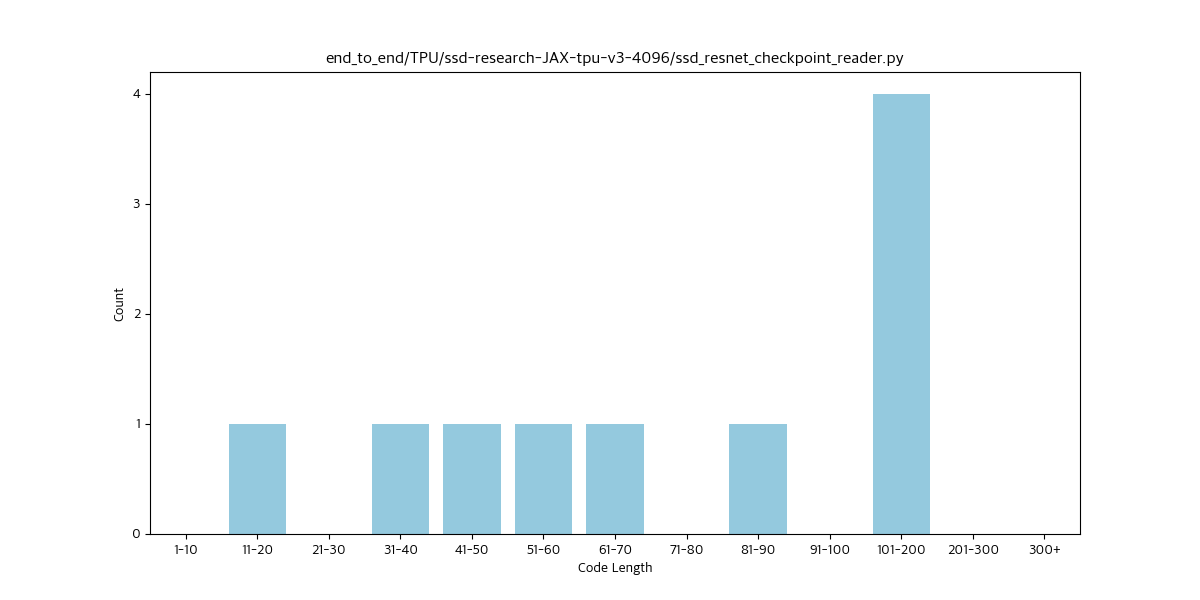 end_to_end/TPU/ssd-research-JAX-tpu-v3-4096/ssd_resnet_checkpoint_reader.py
4
3
2
1
0
Count
1-10 11-20 21-30 31-40 41-50 51-60 61-70 71-80 81-90 91-100 101-200 201-300 300+
Code Length